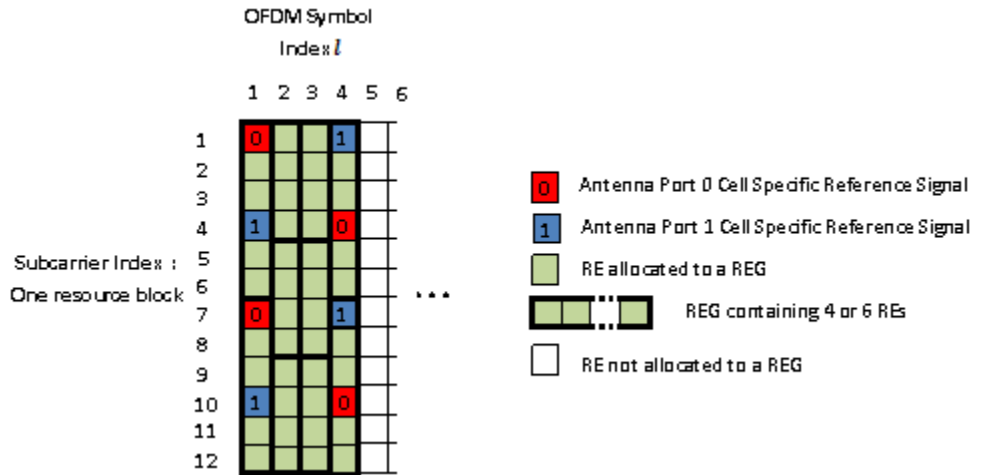 OFDM Symbol
Index l
1 2 3 4 5 6
1 0 1
2
3
4 1 0
Subcarrier Index :
One resource block
5
6
7 0 1
8
9
10 1 0
11
12
...
0 Antenna Port 0 Cell Specific Reference Signal
1 Antenna Port 1 Cell Specific Reference Signal
RE allocated to a REG
REG containing 4 or 6 REs
RE not allocated to a REG